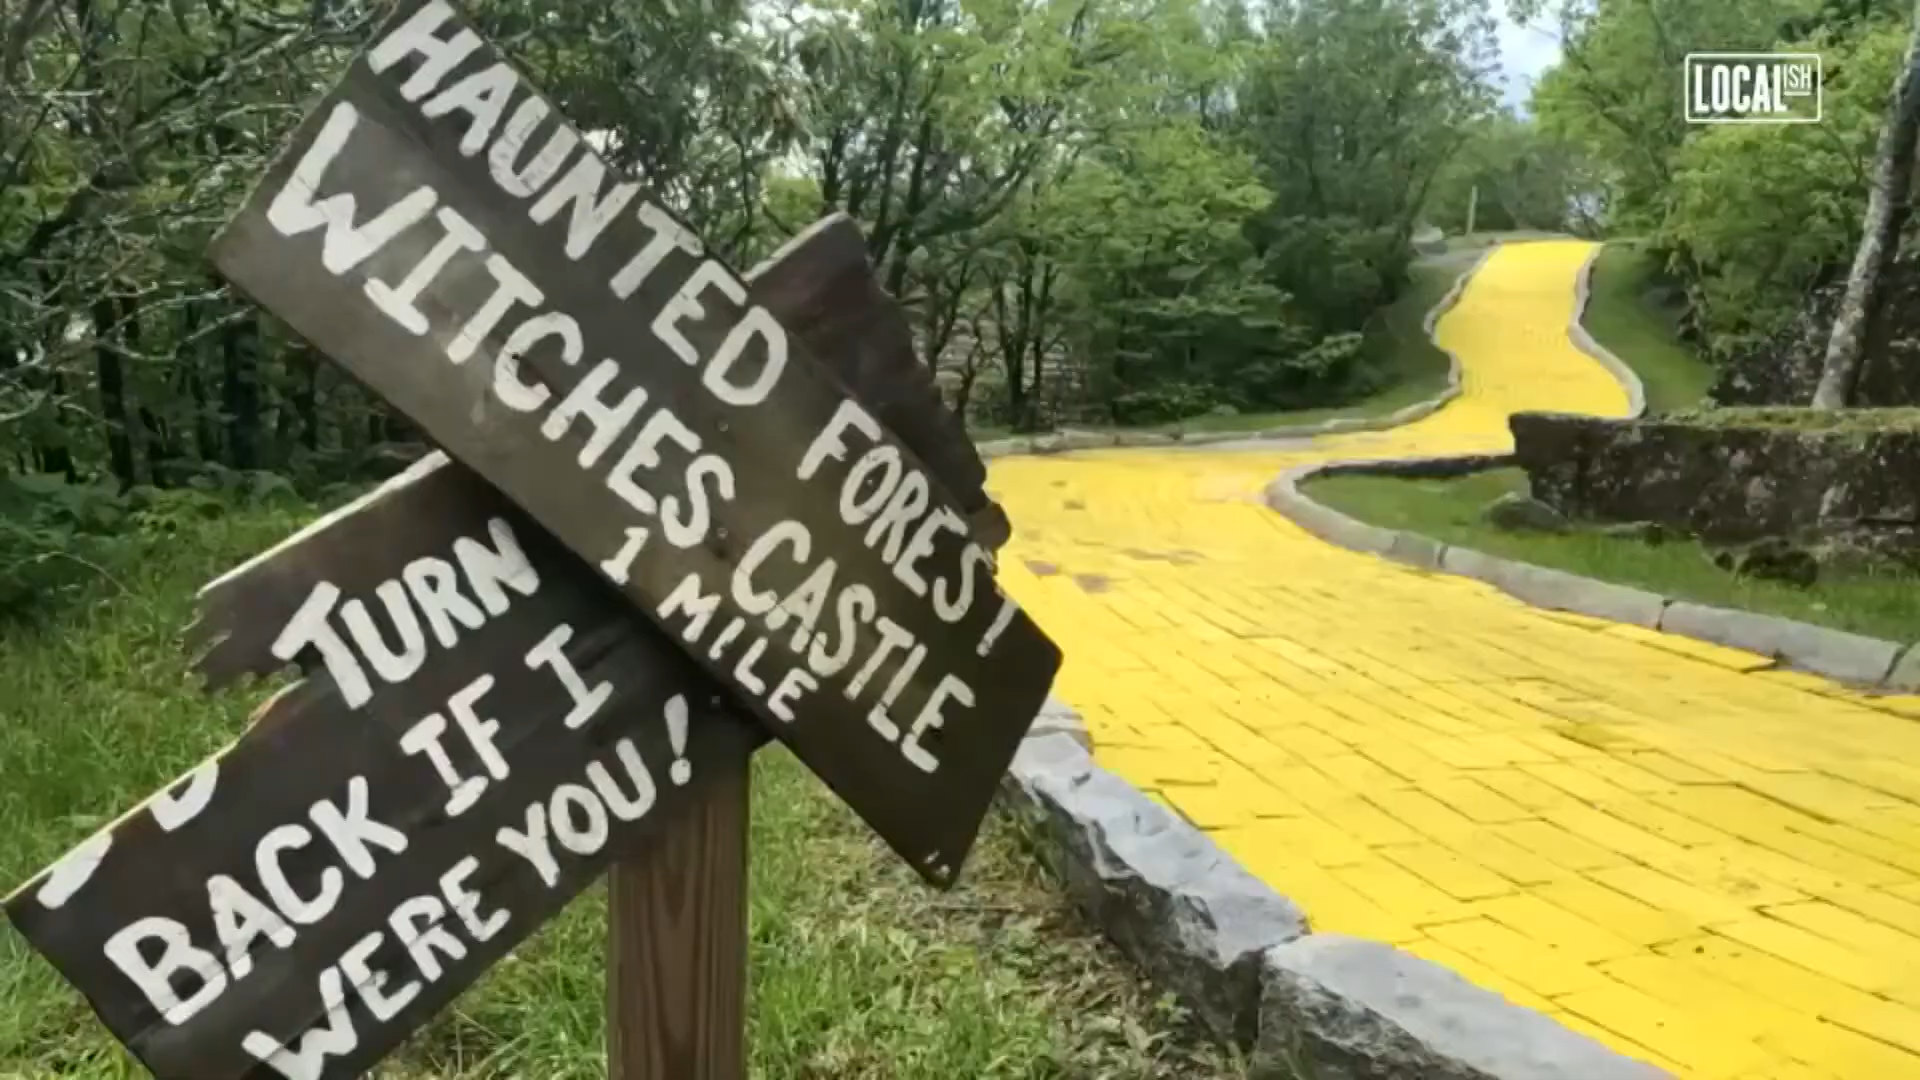 HAUNTED FOREST
WITCHES CASTLE
1 MILE
TURN
BACK IF I
WERE YOU!
LOCALISH